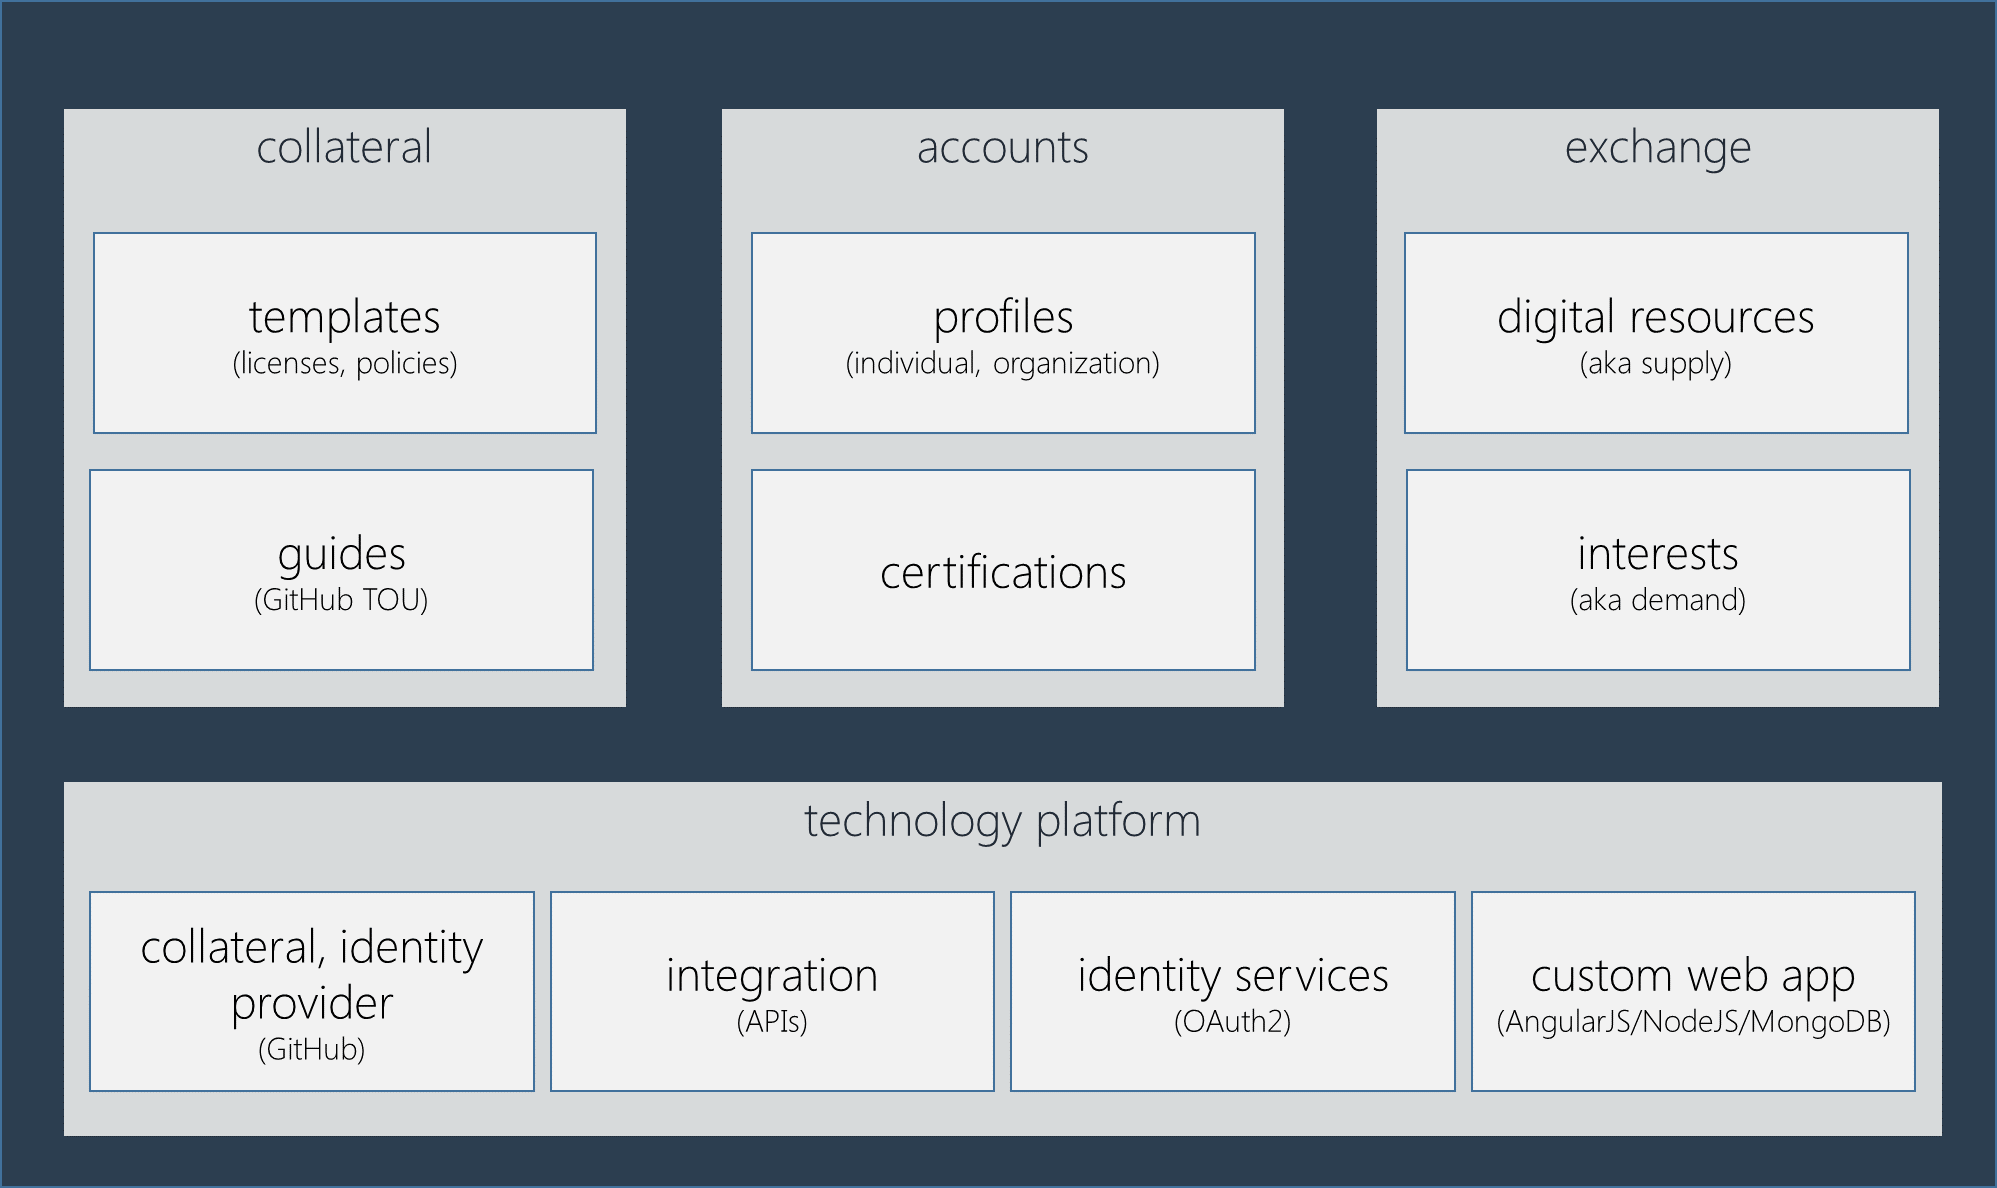 collateral
templates
(licenses, policies)
guides
(GitHub TOU)
accounts
profiles
(individual, organization)
certifications
exchange
digital resources
(aka supply)
interests
(aka demand)
technology platform
collateral, identity
provider
(GitHub)
integration
(APIs)
identity services
(OAuth2)
custom web app
(AngularJS/NodeJS/MongoDB)